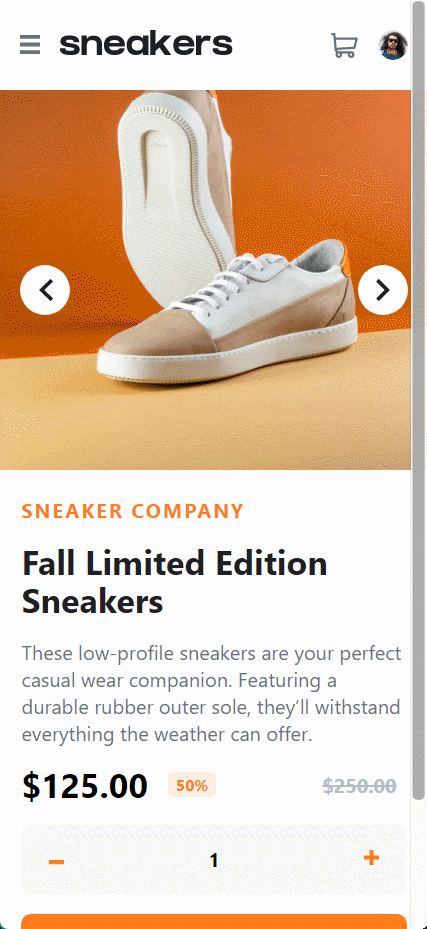 sneakers
SNEAKER COMPANY
Fall Limited Edition
Sneakers
These low-profile sneakers are your perfect
casual wear companion. Featuring a
durable rubber outer sole, they’ll withstand
everything the weather can offer.
$125.00 50% $250.00
1